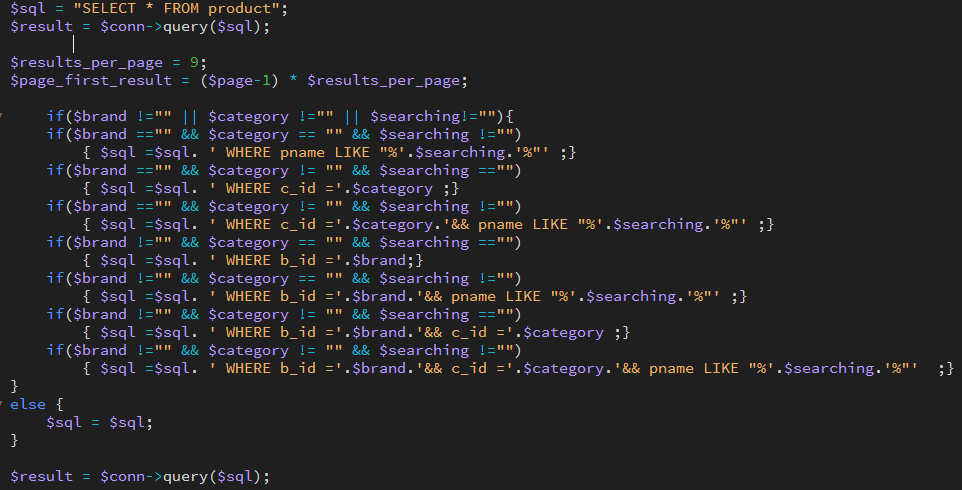 $sql = "SELECT * FROM product";
$result = $conn->query($sql);
$results_per_page = 9;
$page_first_result = ($page-1) * $results_per_page;
if($brand !="" || $category !="" || $searching!=""){
if($brand =="" && $category == "" && $searching !="")
{ $sql =$sql. ' WHERE pname LIKE "%'.$searching.'%"' ;}
if($brand =="" && $category != "" && $searching =="")
{ $sql =$sql. ' WHERE c_id ='.$category ;}
if($brand =="" && $category != "" && $searching !="")
{ $sql =$sql. ' WHERE c_id ='.$category.'&& pname LIKE "%'.$searching.'%"' ;}
if($brand !="" && $category == "" && $searching =="")
{ $sql =$sql. ' WHERE b_id ='.$brand;}
if($brand !="" && $category == "" && $searching !="")
{ $sql =$sql. ' WHERE b_id ='.$brand.'&& pname LIKE "%'.$searching.'%"' ;}
if($brand !="" && $category != "" && $searching =="")
{ $sql =$sql. ' WHERE b_id ='.$brand.'&& c_id ='.$category ;}
if($brand !="" && $category != "" && $searching !="")
{ $sql =$sql. ' WHERE b_id ='.$brand.'&& c_id ='.$category.'&& pname LIKE "%'.$searching.'%"'  ;}
}
else {
$sql = $sql;
}
$result = $conn->query($sql);